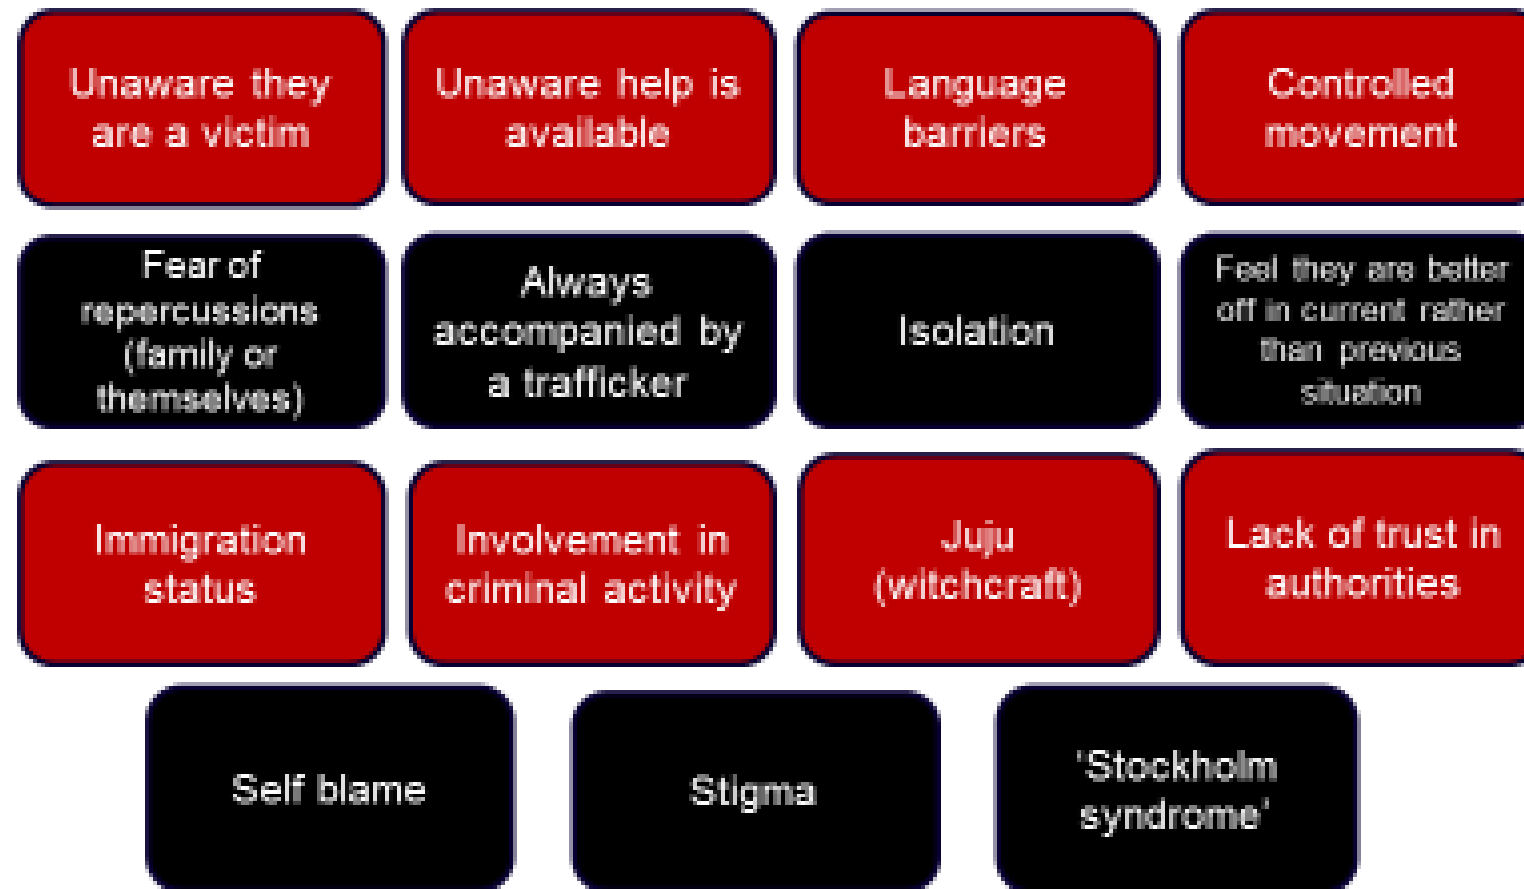 Unaware they
are a victim
Unaware help is
available
Language
barriers
Controlled
movement
Fear of
repercussions
(family or
themselves)
Always
accompanied by
a trafficker
Isolation
Feel they are better
off in current rather
than previous
situation
Immigration
status
Involvement in
criminal activity
Juju
(witchcraft)
Lack of trust in
authorities
Self blame
Stigma
'Stockholm
syndrome'